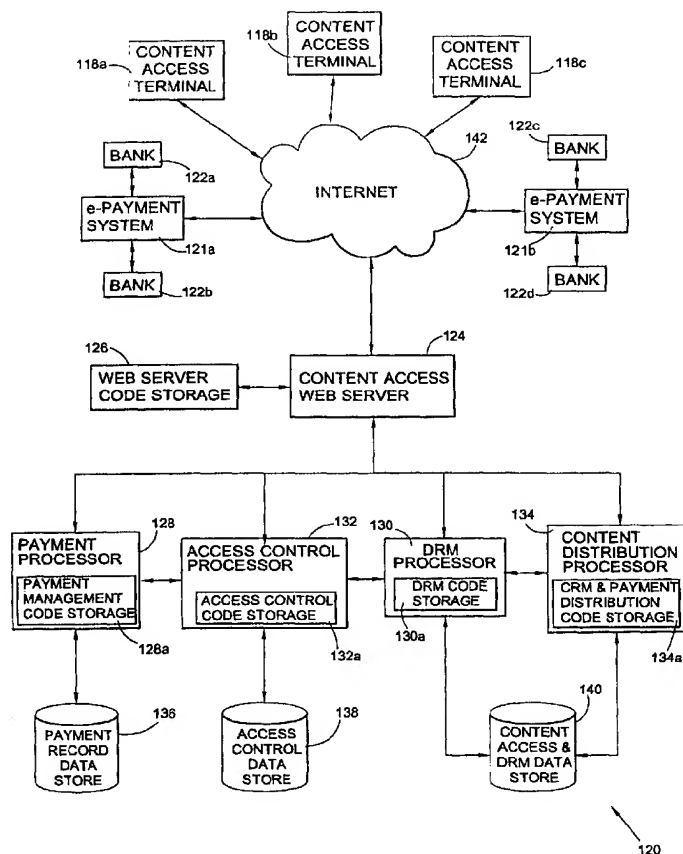 118a
CONTENT
ACCESS
TERMINAL
118b
CONTENT
ACCESS
TERMINAL
CONTENT
ACCESS
TERMINAL
118c
142
INTERNET
BANK
122a
e-PAYMENT
SYSTEM
121a
BANK
122b
122c
BANK
e-PAYMENT
SYSTEM
121b
BANK
122d
126
WEB SERVER
CODE STORAGE
124
CONTENT ACCESS
WEB SERVER
128
PAYMENT
PROCESSOR
PAYMENT
MANAGEMENT
CODE STORAGE
128a
132
ACCESS CONTROL
PROCESSOR
ACCESS CONTROL
CODE STORAGE
132a
130
DRM
PROCESSOR
DRM CODE
STORAGE
130a
134
CONTENT
DISTRIBUTION
PROCESSOR
CRM & PAYMENT
DISTRIBUTION
CODE STORAGE
134a
136
PAYMENT
RECORD DATA
STORE
138
ACCESS
CONTROL DATA
STORE
140
CONTENT
ACCESS &
DRM DATA
STORE
120